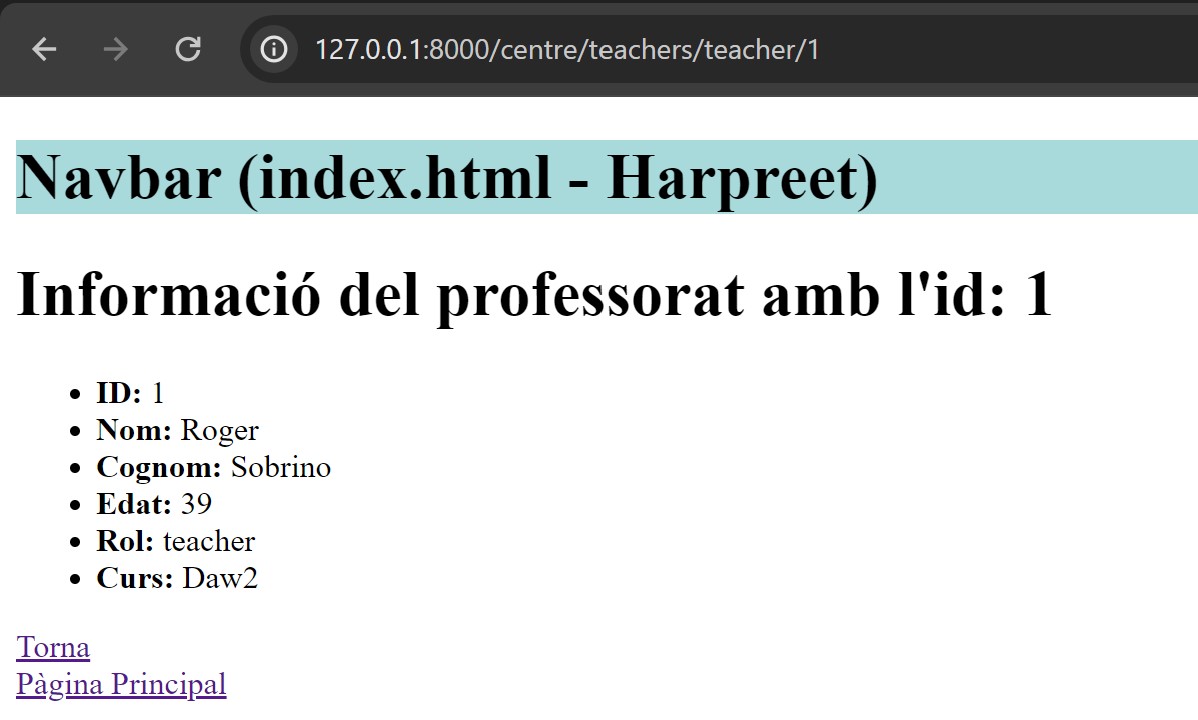 127.0.0.1:8000/centre/teachers/teacher/1
Navbar (index.html - Harpreet)
Informació del professorat amb l'id: 1
ID: 1
Nom: Roger
Cognom: Sobrino
Edat: 39
Rol: teacher
Curs: Daw2
Torna
Pàgina Principal